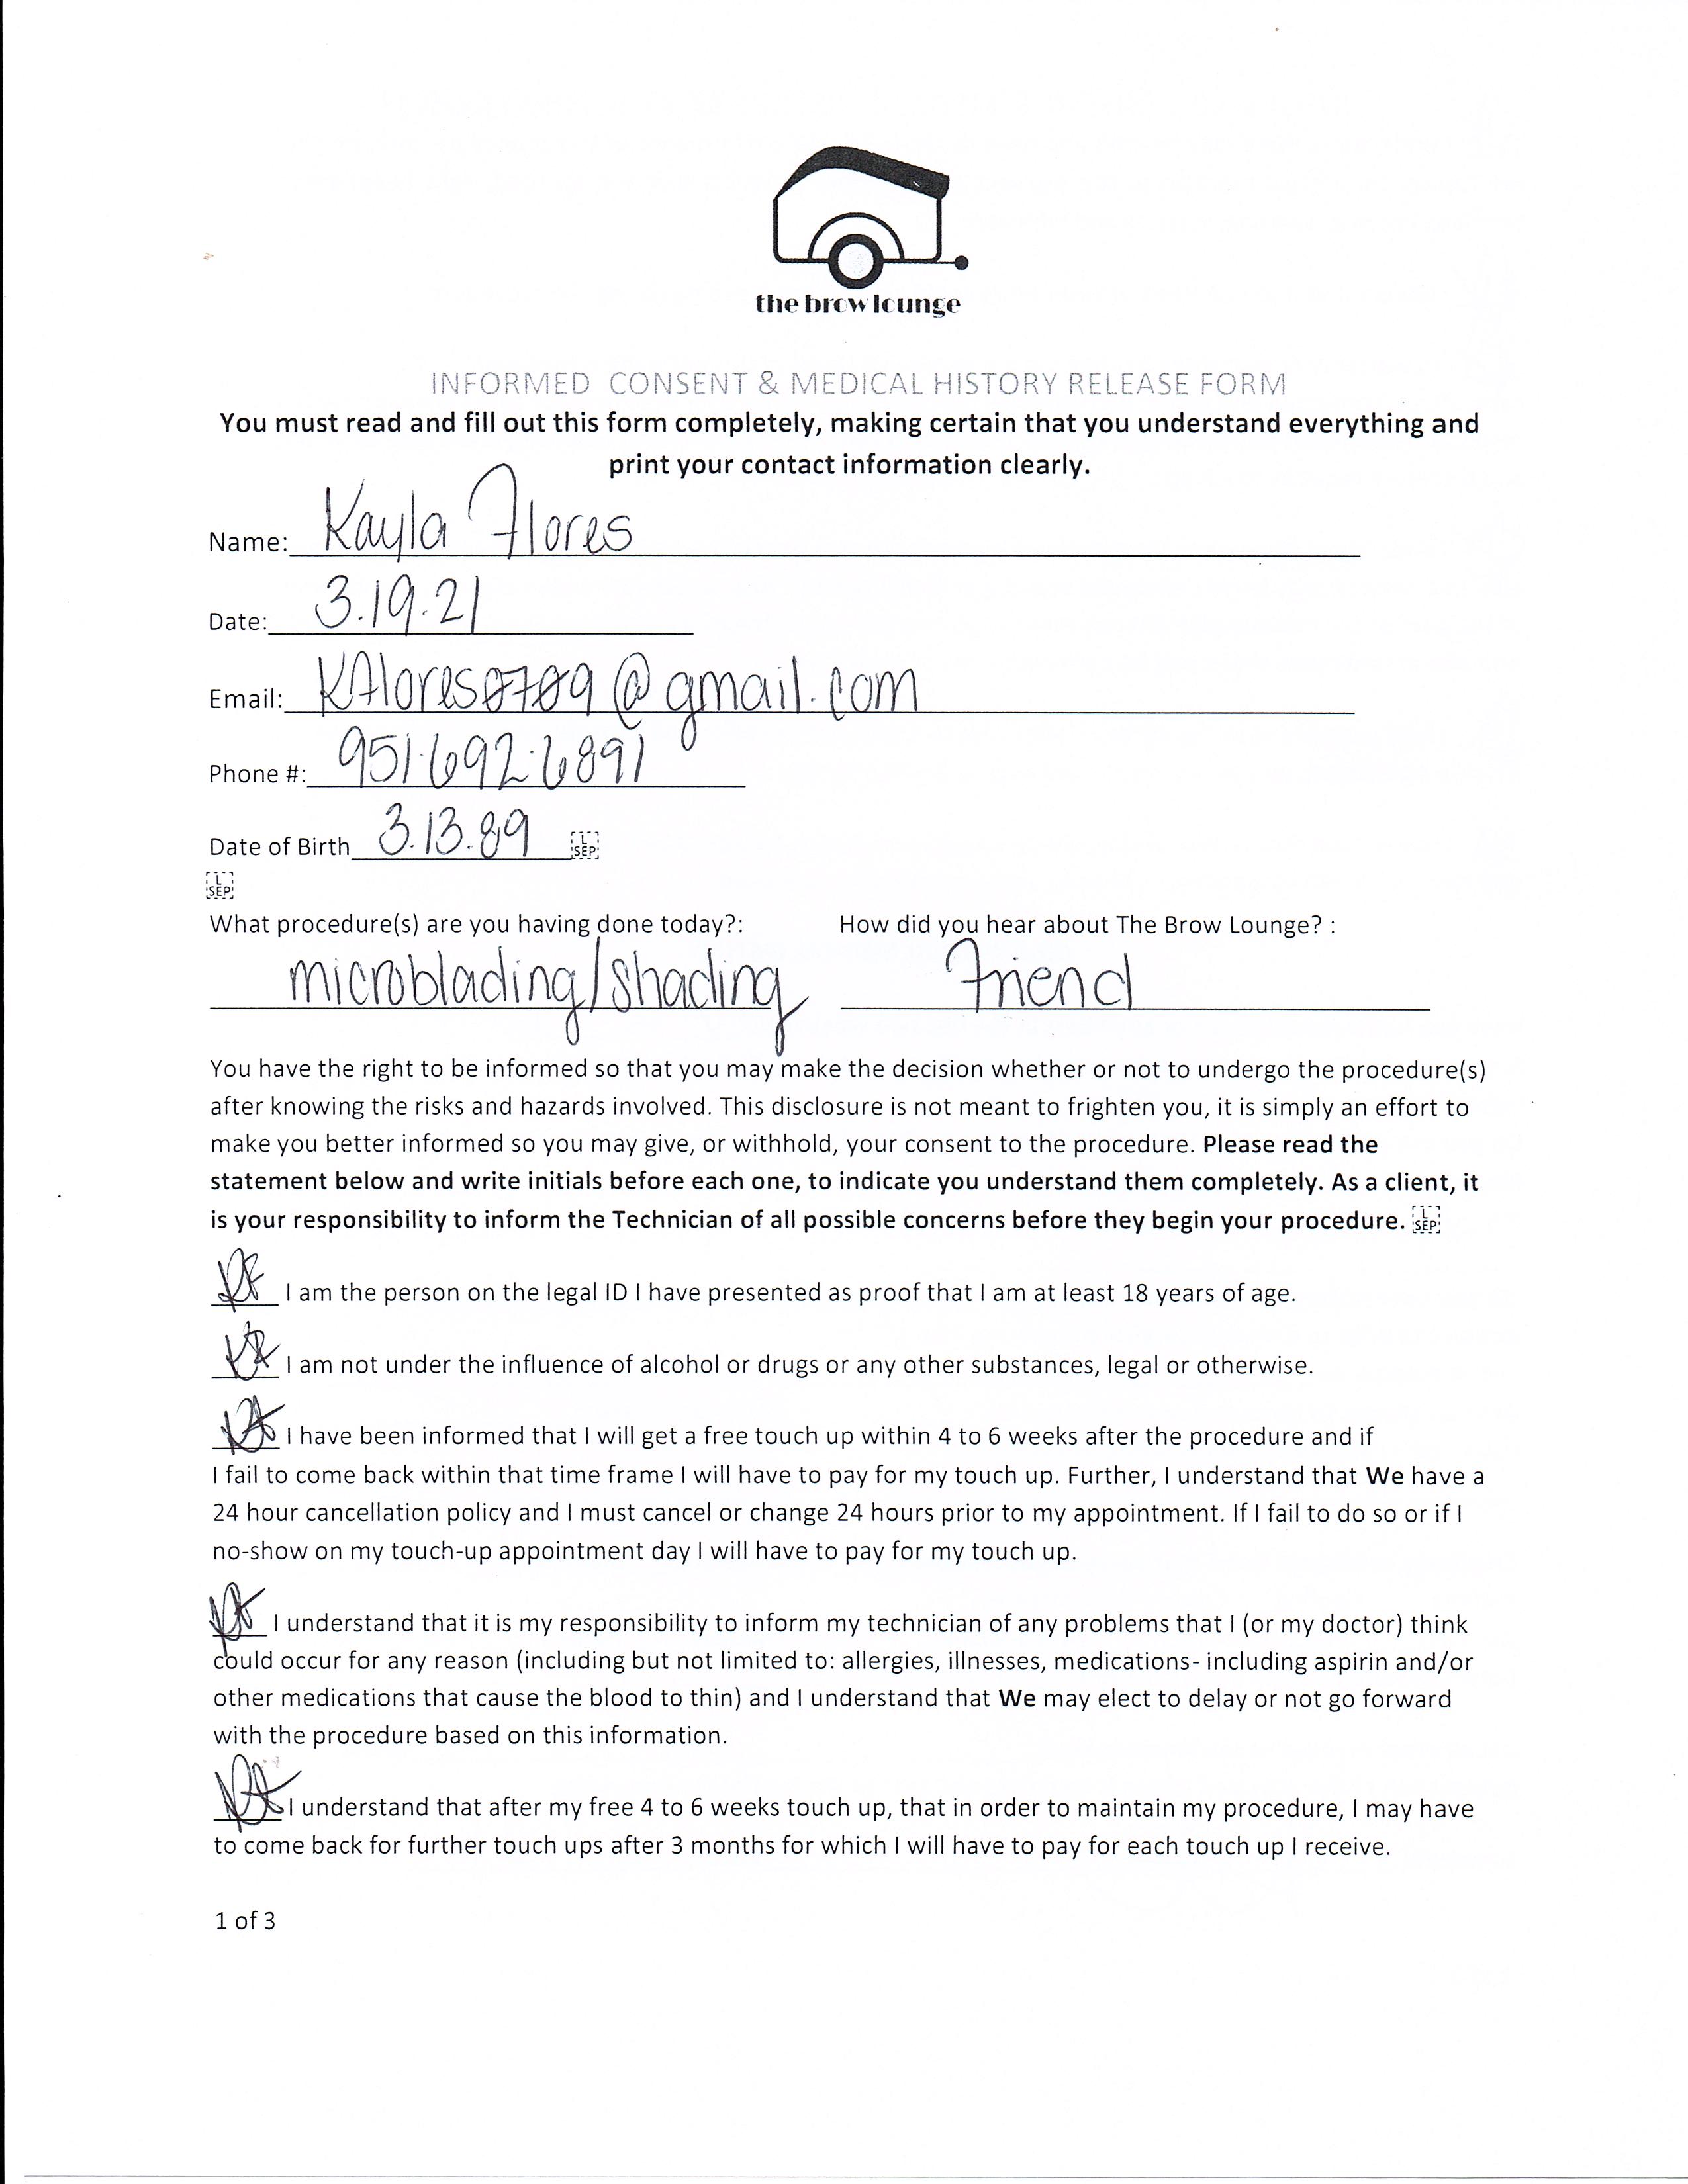 the brow lounge
INFORMED CONSENT & MEDICAL HISTORY RELEASE FORM
You must read and fill out this form completely, making certain that you understand everything and
print your contact information clearly.
Name: Kayla Flores
Date: 3.19.21
Email: KFlores0709@gmail.com
Phone #: 951.692.6891
Date of Birth 3.13.89 L SEP
L SEP
What procedure(s) are you having done today?: How did you hear about The Brow Lounge? :
microblading/shading Friend
You have the right to be informed so that you may make the decision whether or not to undergo the procedure(s)
after knowing the risks and hazards involved. This disclosure is not meant to frighten you, it is simply an effort to
make you better informed so you may give, or withhold, your consent to the procedure. Please read the
statement below and write initials before each one, to indicate you understand them completely. As a client, it
is your responsibility to inform the Technician of all possible concerns before they begin your procedure. L SEP
KF I am the person on the legal ID I have presented as proof that I am at least 18 years of age.
KF I am not under the influence of alcohol or drugs or any other substances, legal or otherwise.
KF I have been informed that I will get a free touch up within 4 to 6 weeks after the procedure and if
I fail to come back within that time frame I will have to pay for my touch up. Further, I understand that We have a
24 hour cancellation policy and I must cancel or change 24 hours prior to my appointment. If I fail to do so or if I
no-show on my touch-up appointment day I will have to pay for my touch up.
KF I understand that it is my responsibility to inform my technician of any problems that I (or my doctor) think
could occur for any reason (including but not limited to: allergies, illnesses, medications- including aspirin and/or
other medications that cause the blood to thin) and I understand that We may elect to delay or not go forward
with the procedure based on this information.
KF I understand that after my free 4 to 6 weeks touch up, that in order to maintain my procedure, I may have
to come back for further touch ups after 3 months for which I will have to pay for each touch up I receive.
1 of 3